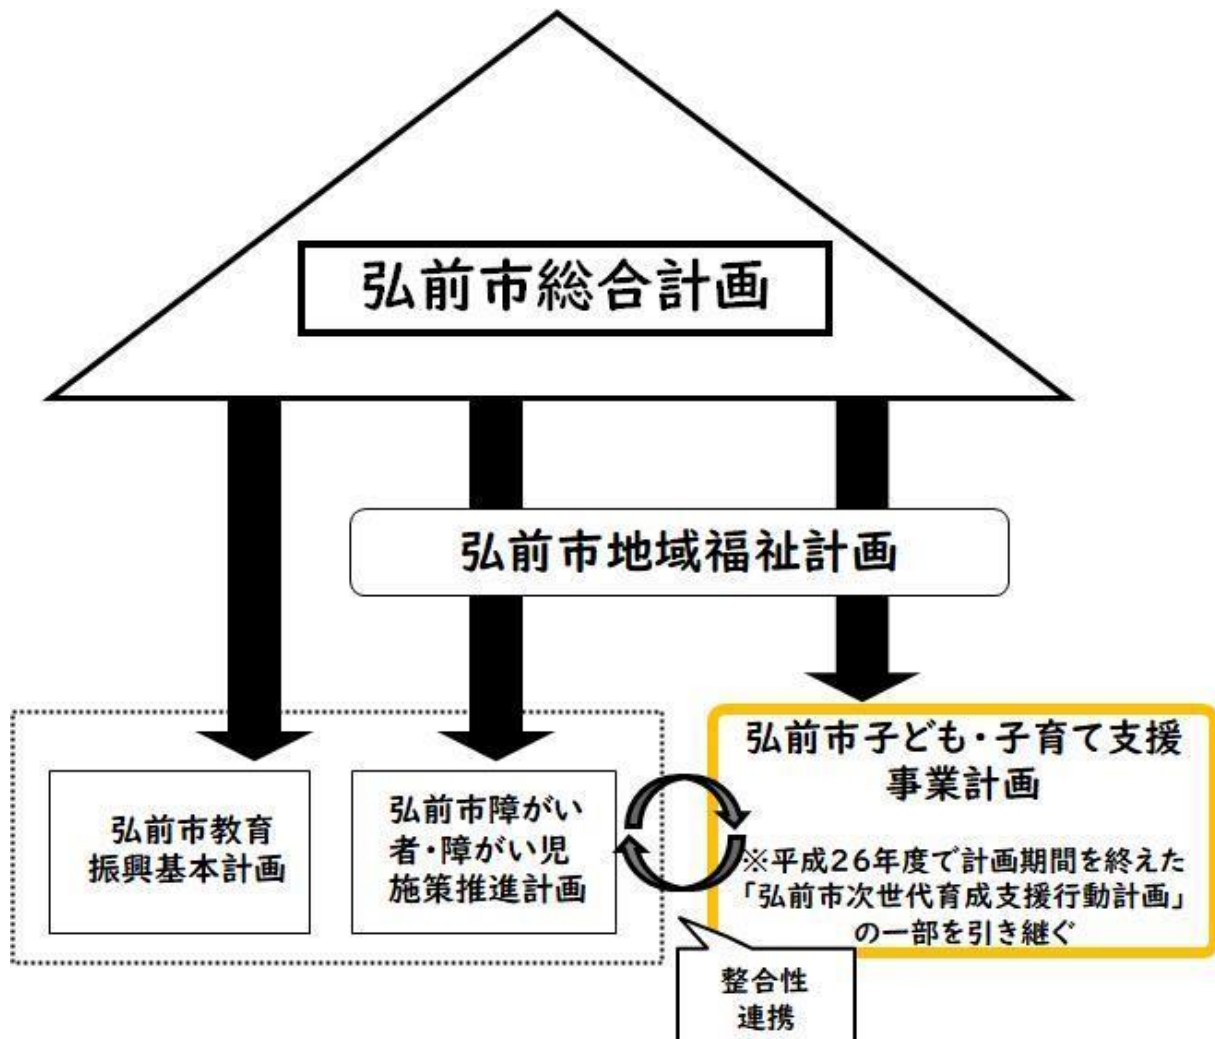 弘前市総合計画
弘前市地域福祉計画
弘前市教育
振興基本計画
弘前市障がい
者・障がい児
施策推進計画
弘前市子ども・子育て支援
事業計画
※平成26年度で計画期間を終えた
「弘前市次世代育成支援行動計画」
の一部を引き継ぐ
整合性
連携